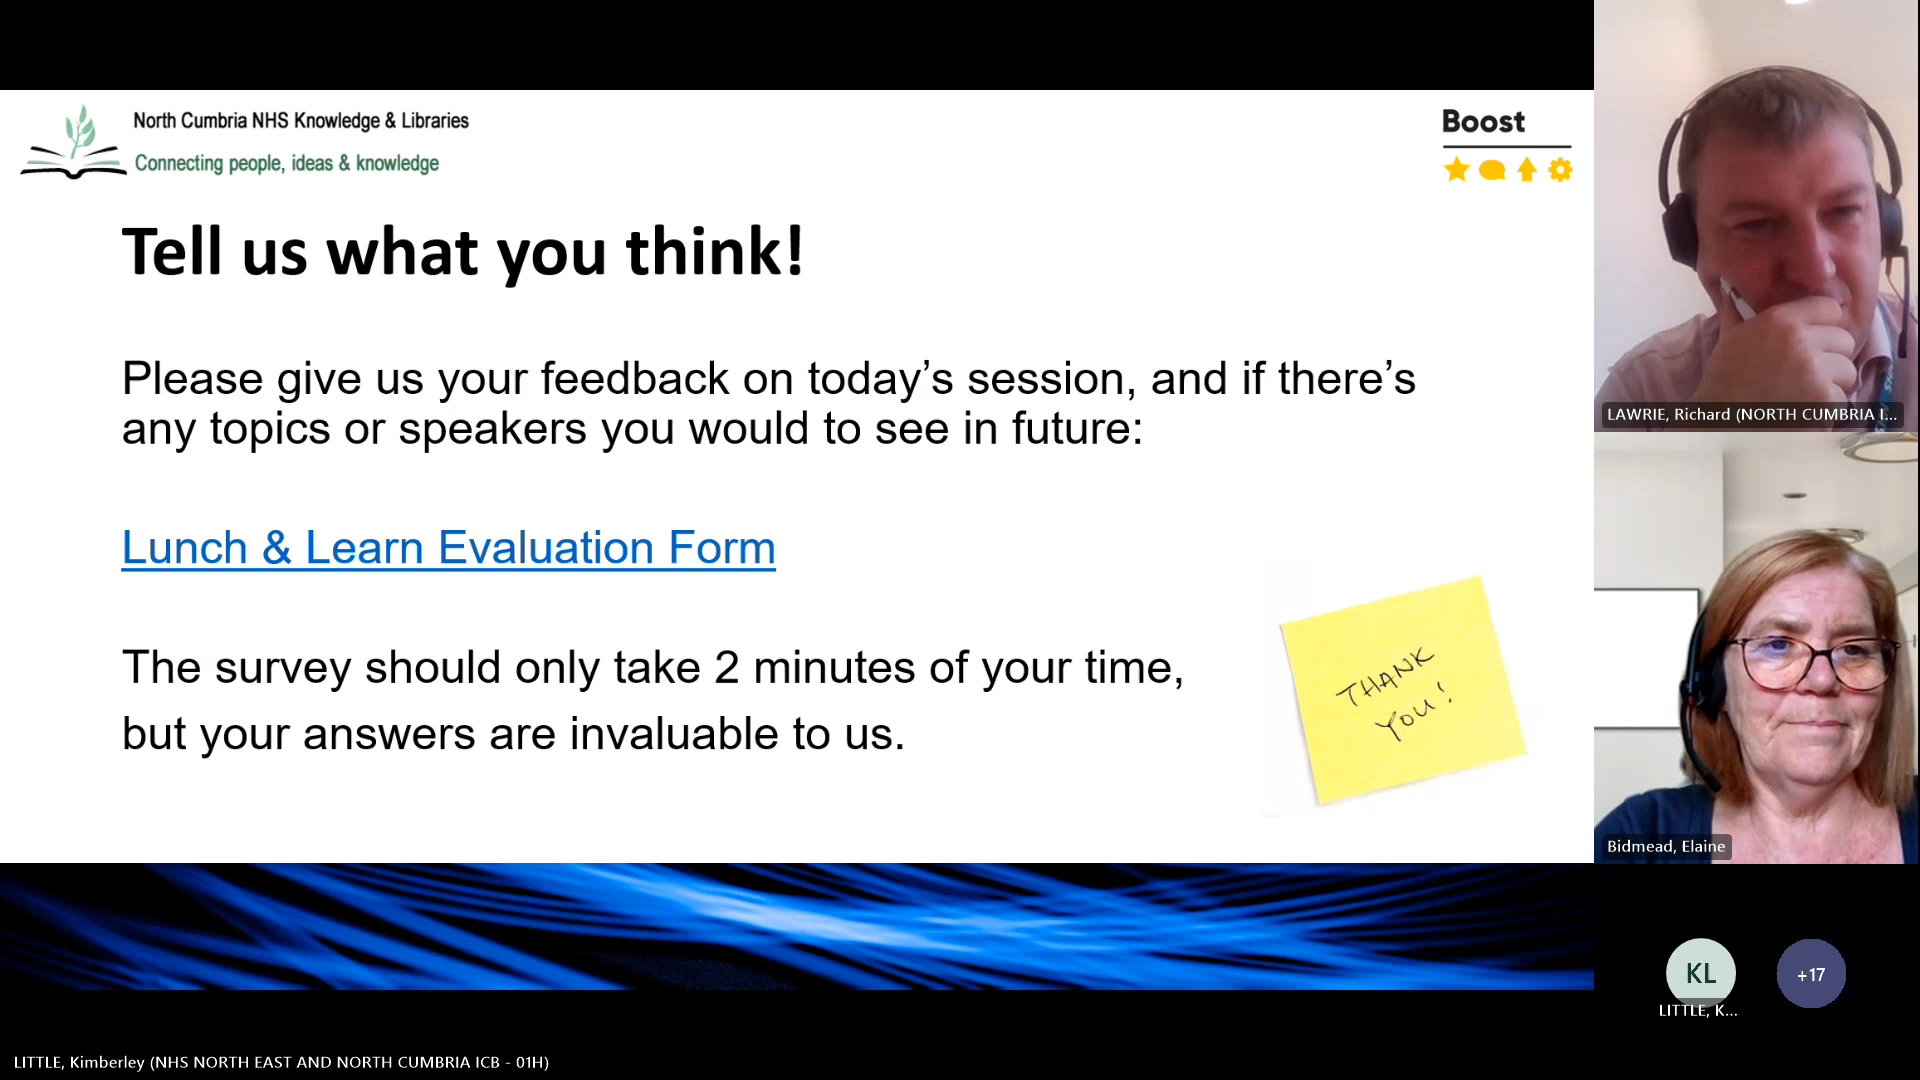 North Cumbria NHS Knowledge & Libraries
Connecting people, ideas & knowledge
Boost
Tell us what you think!
Please give us your feedback on today’s session, and if there’s
any topics or speakers you would to see in future:
Lunch & Learn Evaluation Form
The survey should only take 2 minutes of your time,
but your answers are invaluable to us.
THANK
YOU!
LAWRIE, Richard (NORTH CUMBRIA I...
Bidmead, Elaine
KL
+17
LITTLE, K...
LITTLE, Kimberley (NHS NORTH EAST AND NORTH CUMBRIA ICB - 01H)